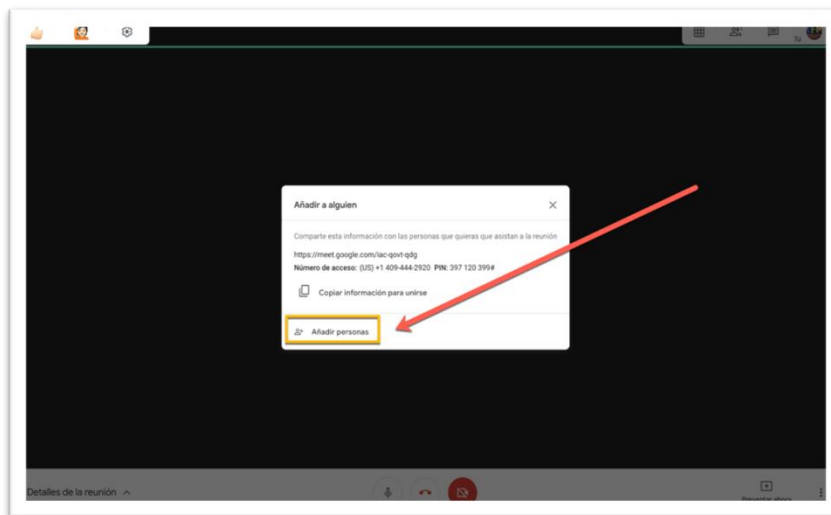 Añadir a alguien
Comparte esta información con las personas que quieras que asistan a la reunión
https://meet.google.com/iac-qovt-qdg
Número de acceso: (US) +1 409-444-2920 PIN: 397 120 399#
Copiar información para unirse
Añadir personas
Detalles de la reunión
Presentar ahora